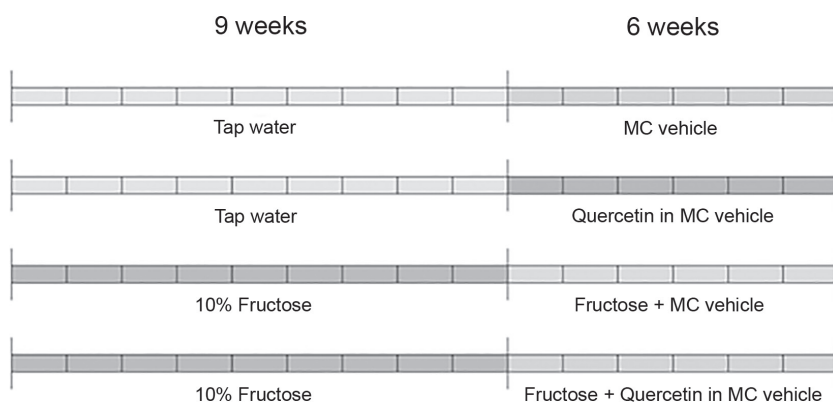 9 weeks 6 weeks
Tap water MC vehicle
Tap water Quercetin in MC vehicle
10% Fructose Fructose + MC vehicle
10% Fructose Fructose + Quercetin in MC vehicle